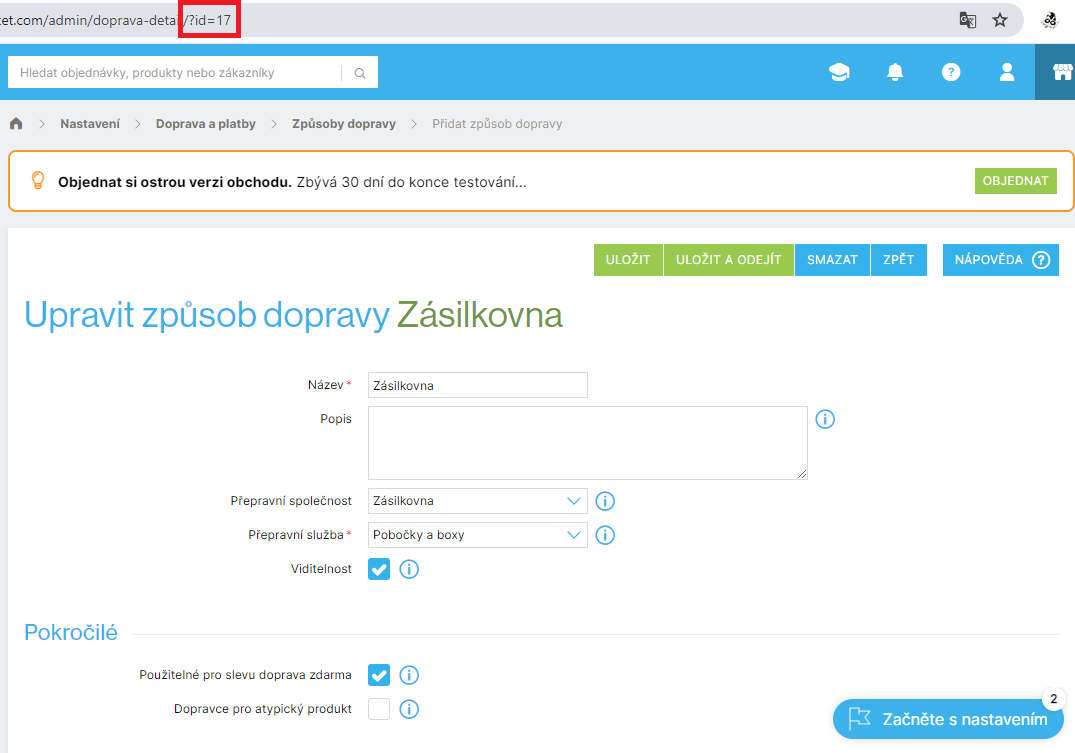 et.com/admin/doprava-detail/?id=17
Hledat objednávky, produkty nebo zákazníky
Nastavení > Doprava a platby > Způsoby dopravy > Přidat způsob dopravy
Objednat si ostrou verzi obchodu. Zbývá 30 dní do konce testování...
OBJEDNAT
ULOŽIT ULOŽIT A ODEJÍT SMAZAT ZPĚT NÁPOVĚDA ?
Upravit způsob dopravy Zásilkovna
Název* Zásilkovna
Popis
Přepravní společnost Zásilkovna
Přepravní služba* Pobočky a boxy
Viditelnost
Pokročilé
Použitelné pro slevu doprava zdarma
Dopravce pro atypický produkt
2
Začněte s nastavením